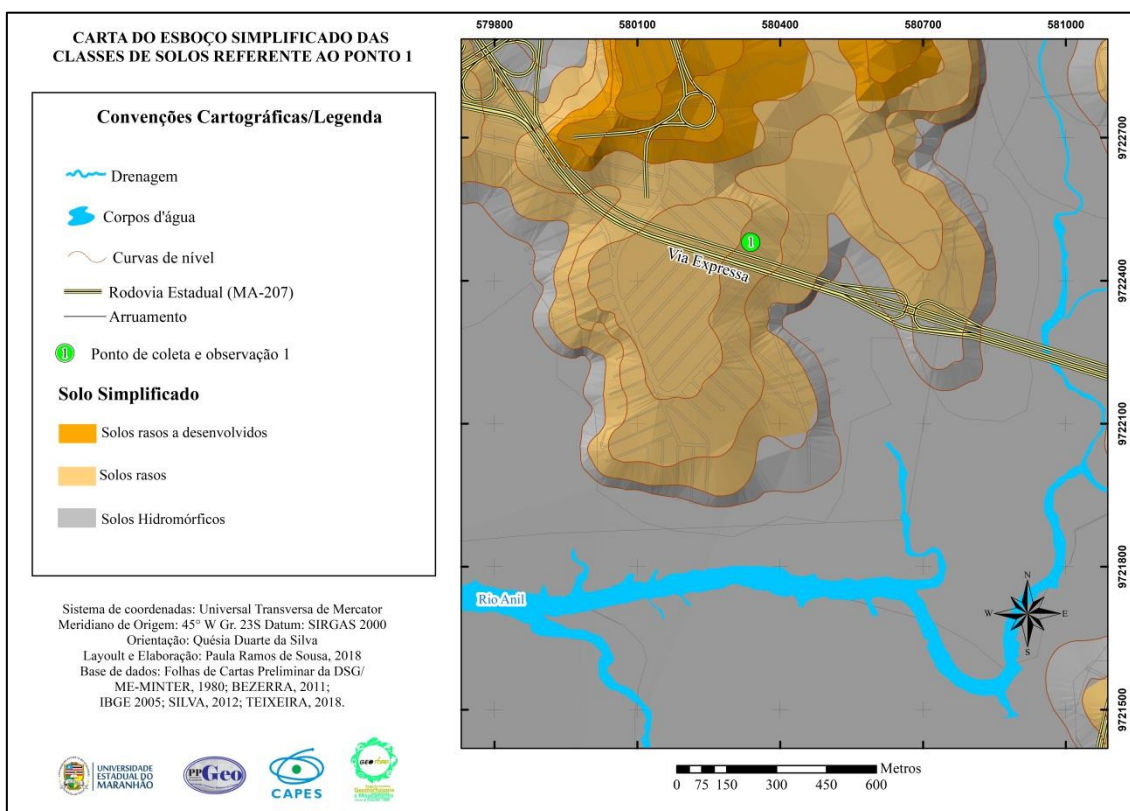 CARTA DO ESBOÇO SIMPLIFICADO DAS
CLASSES DE SOLOS REFERENTE AO PONTO 1
Convenções Cartográficas/Legenda
Drenagem
Corpos d'água
Curvas de nível
Rodovia Estadual (MA-207)
Arruamento
1
Ponto de coleta e observação 1
Solo Simplificado
Solos rasos a desenvolvidos
Solos rasos
Solos Hidromórficos
Sistema de coordenadas: Universal Transversa de Mercator
Meridiano de Origem: 45° W Gr. 23S Datum: SIRGAS 2000
Orientação: Quésia Duarte da Silva
Layoult e Elaboração: Paula Ramos de Sousa, 2018
Base de dados: Folhas de Cartas Preliminar da DSG/
ME-MINTER, 1980; BEZERRA, 2011;
IBGE 2005; SILVA, 2012; TEIXEIRA, 2018.
UNIVERSIDADE
ESTADUAL DO
MARANHÃO
PPGeo
CAPES
579800 580100 580400 580700 581000
9722700
9722400
9722100
9721800
9721500
1
Via Expressa
Rio Anil
N
W E
S
Metros
0 75 150 300 450 600